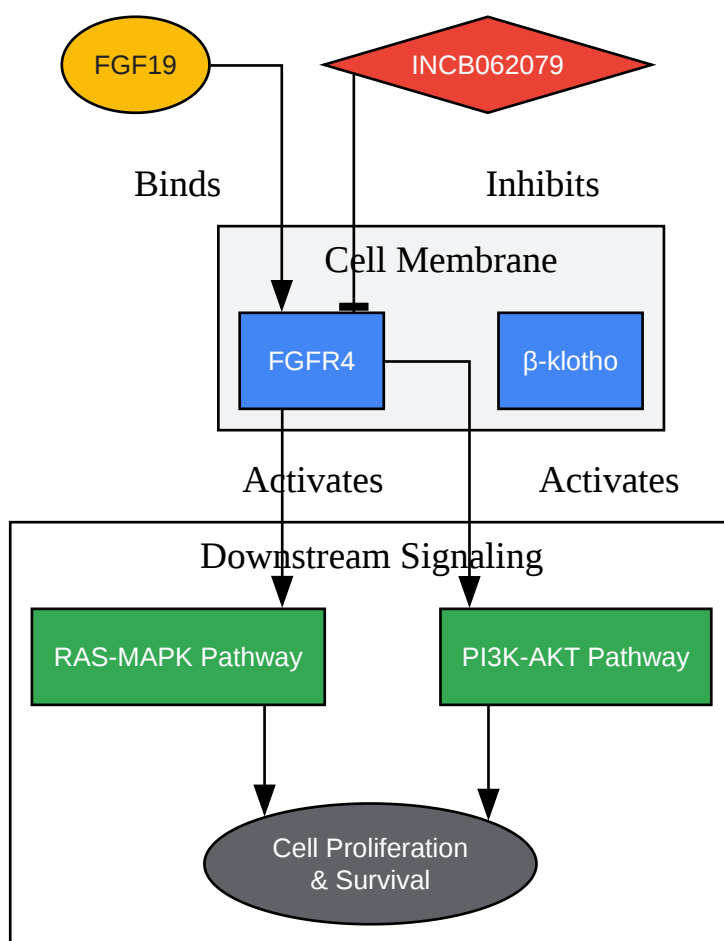 FGF19
INCB062079
Binds
Inhibits
Cell Membrane
FGFR4
β-klotho
Activates
Activates
Downstream Signaling
RAS-MAPK Pathway
PI3K-AKT Pathway
Cell Proliferation
& Survival